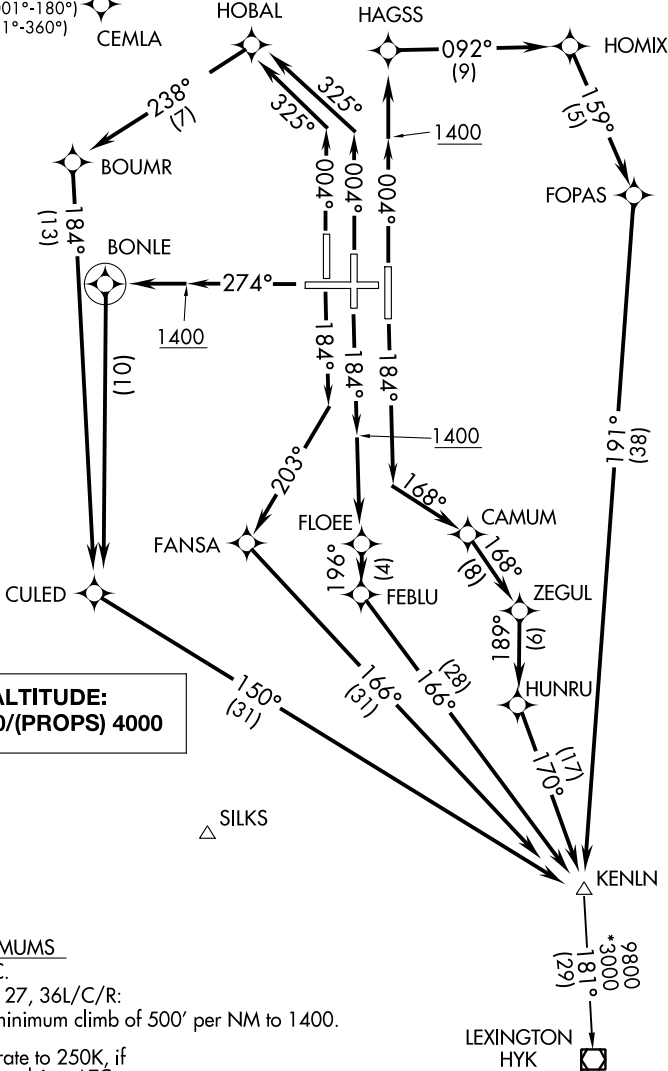 001°-180°)
1°-360°)
CEMLA
HOBAL
HAGSS
092°
(9)
HOMIX
238°
(7)
325°
325°
159°
(5)
1400
BOUMR
004°
004°
004°
FOPAS
184°
(13)
BONLE
274°
1400
(10)
184°
184°
184°
1400
191°
(38)
203°
168°
FLOEE
CAMUM
FANSA
199°
(4)
168°
(8)
CULED
FEBLU
ZEGUL
189°
(9)
150°
(31)
166°
(31)
(28)
166°
HUNRU
ALTITUDE:
0/(PROPS) 4000
(17)
170°
SILKS
KENLN
MUMS
C.
27, 36L/C/R:
minimum climb of 500' per NM to 1400.
9800
*3000
181°
(29)
rate to 250K, if
LEXINGTON
HYK